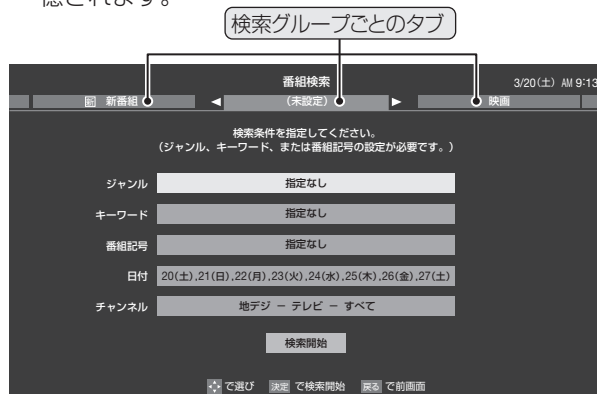 憶されます。
検索グループごとのタブ
番組検索 3/20(土) AM 9:13
新 新番組 ◀ (未設定) ▶ 映画
検索条件を指定してください。
(ジャンル、キーワード、または番組記号の設定が必要です。)
ジャンル 指定なし
キーワード 指定なし
番組記号 指定なし
日付 20(土),21(日),22(月),23(火),24(水),25(木),26(金),27(土)
チャンネル 地デジ − テレビ − すべて
検索開始
で選び 決定 で検索開始 戻る で前画面